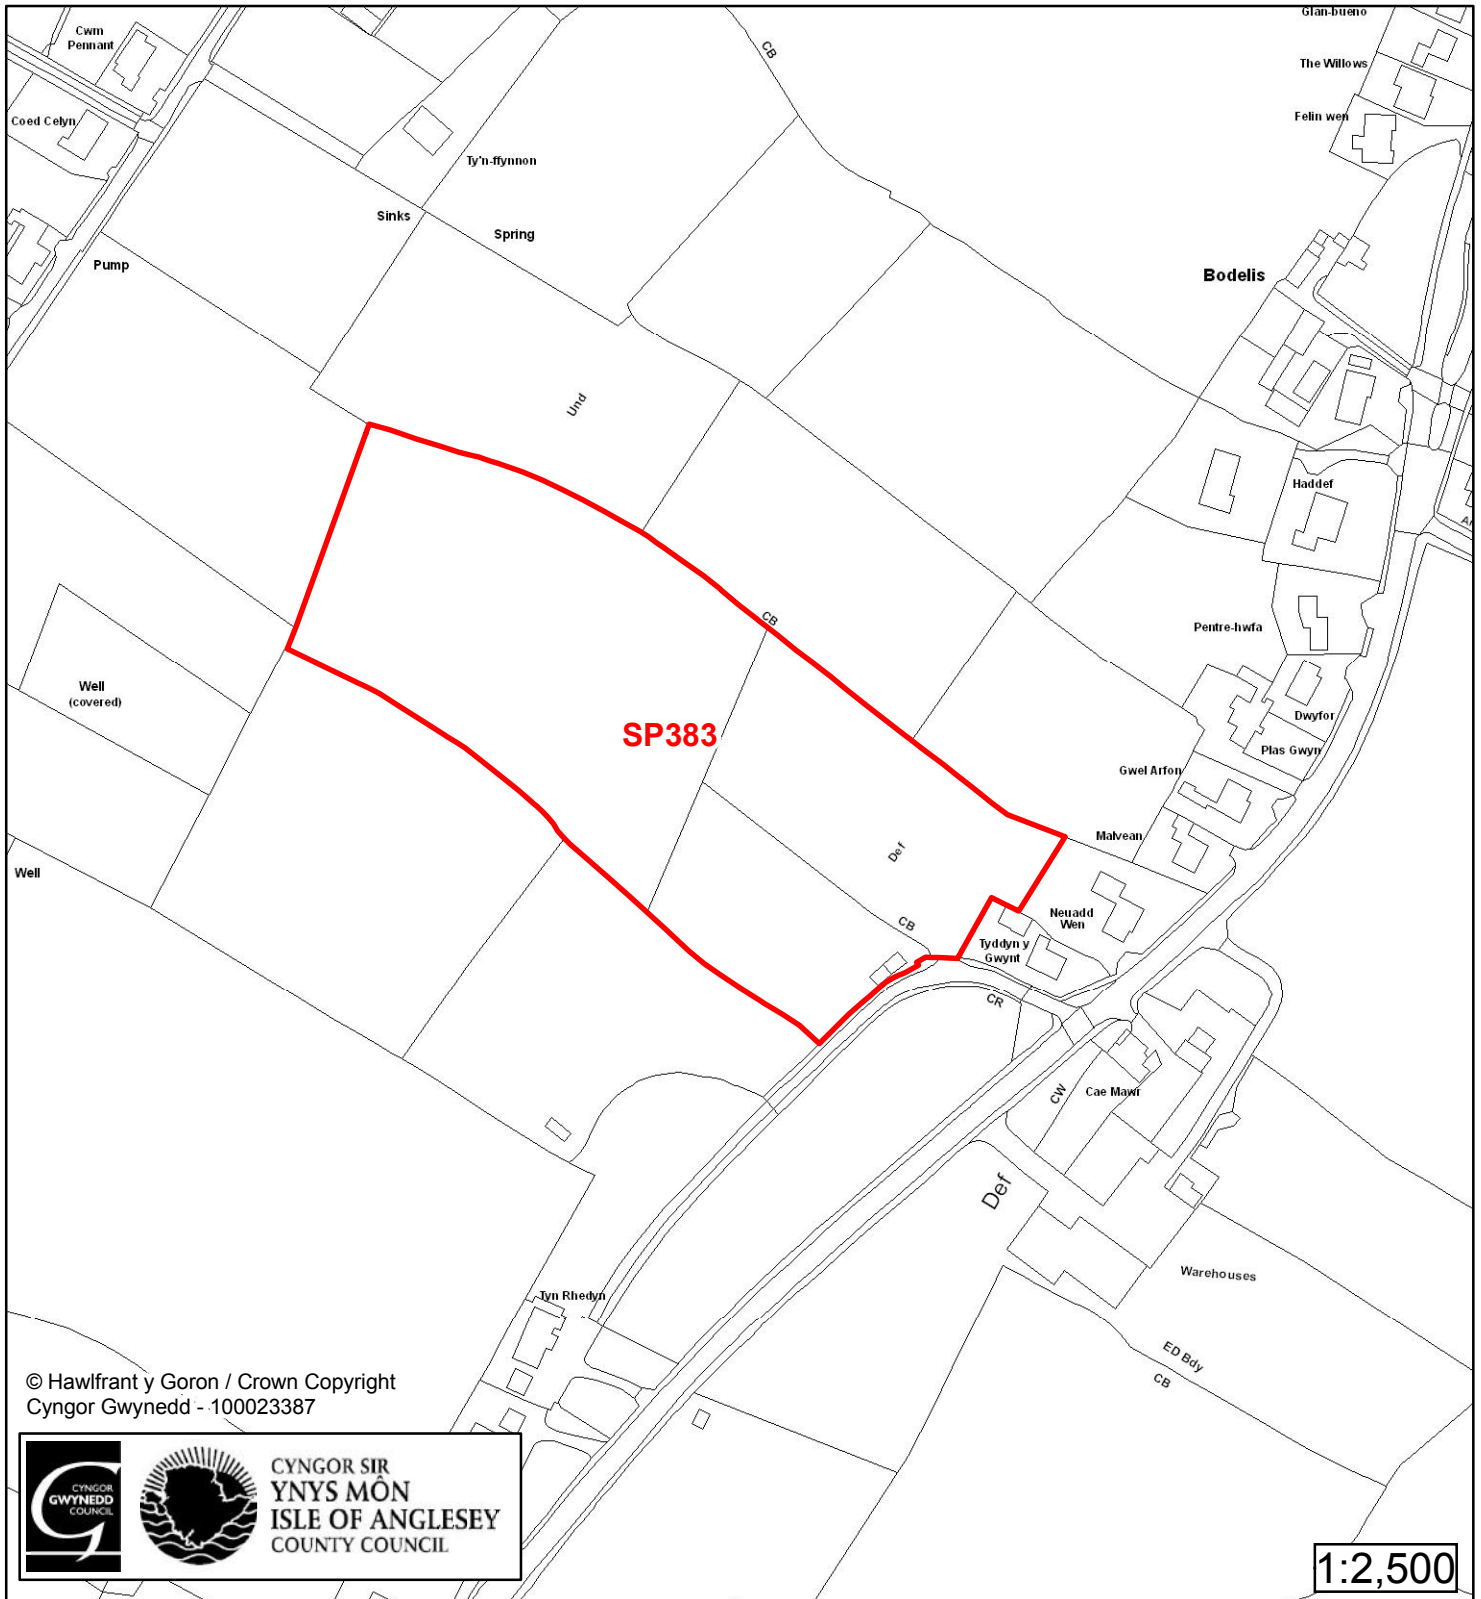 Cwm
Pennant
CB
Glan-bueno
The Willows
Felin wen
Coed Celyn
Ty'n-ffynnon
Sinks
Spring
Pump
Bodelis
Und
Haddef
CB
Pentre-hwfa
Well
(covered)
SP383
Dwyfor
Plas Gwyn
Gwel Arfon
Malvean
Def
Well
CB
Neuadd
Wen
Tyddyn y
Gwynt
CR
CW
Cae Mawr
Def
Warehouses
Tyn Rhedyn
ED Bdy
CB
© Hawlfrant y Goron / Crown Copyright
Cyngor Gwynedd - 100023387
CYNGOR
GWYNEDD
COUNCIL
CYNGOR SIR
YNYS MÔN
ISLE OF ANGLESEY
COUNTY COUNCIL
1:2,500